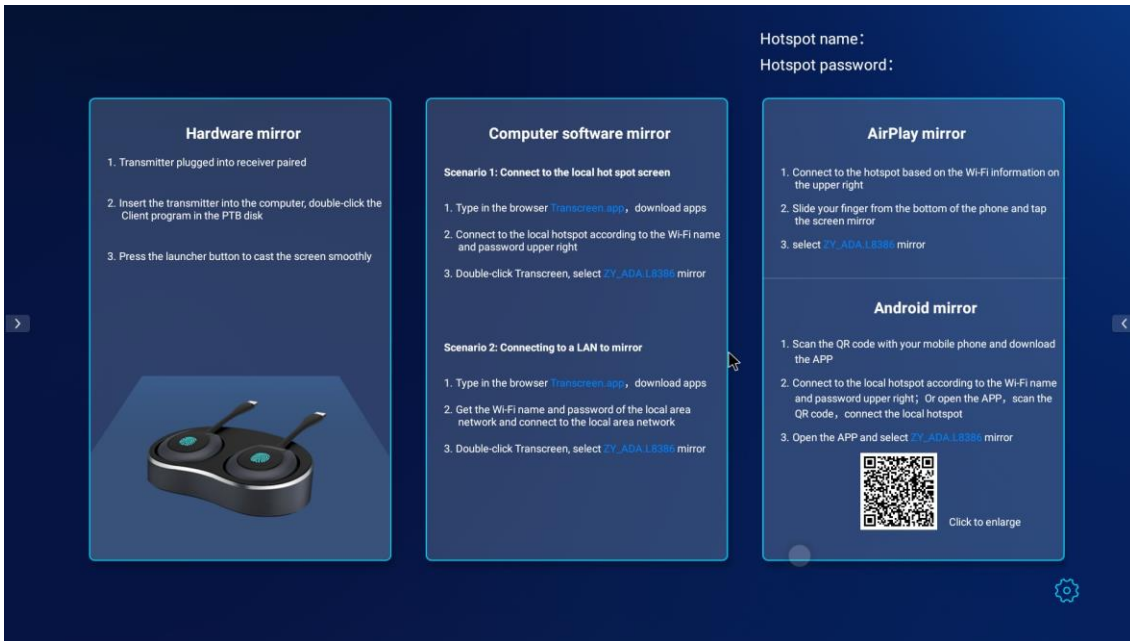 Hotspot name：
Hotspot password：
Hardware mirror
1. Transmitter plugged into receiver paired
2. Insert the transmitter into the computer, double-click the
Client program in the PTB disk
3. Press the launcher button to cast the screen smoothly
Computer software mirror
Scenario 1: Connect to the local hot spot screen
1. Type in the browser Transcreen.app，download apps
2. Connect to the local hotspot according to the Wi-Fi name
and password upper right
3. Double-click Transcreen, select ZY_ADA.L8386 mirror
Scenario 2: Connecting to a LAN to mirror
1. Type in the browser Transcreen.app，download apps
2. Get the Wi-Fi name and password of the local area
network and connect to the local area network
3. Double-click Transcreen, select ZY_ADA.L8386 mirror
AirPlay mirror
1. Connect to the hotspot based on the Wi-Fi information on
the upper right
2. Slide your finger from the bottom of the phone and tap
the screen mirror
3. select ZY_ADA.L8386 mirror
Android mirror
1. Scan the QR code with your mobile phone and download
the APP
2. Connect to the local hotspot according to the Wi-Fi name
and password upper right；Or open the APP，scan the
QR code，connect the local hotspot
3. Open the APP and select ZY_ADA.L8386 mirror
Click to enlarge